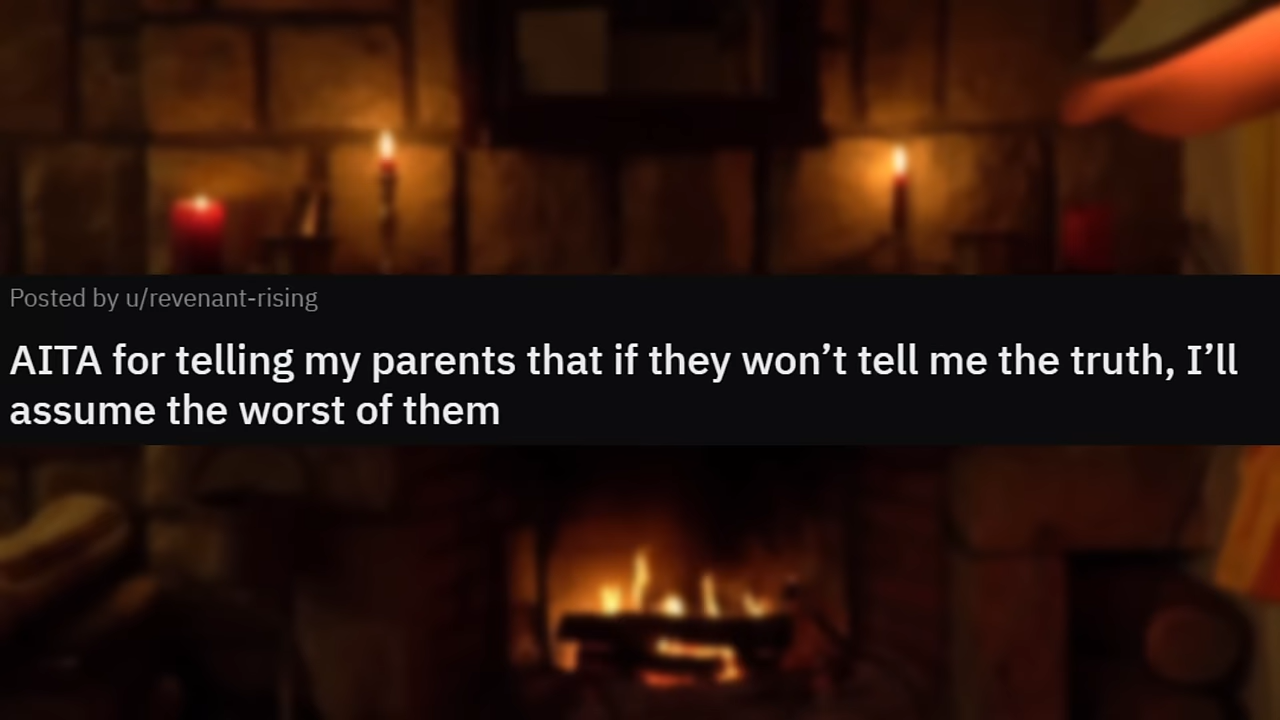 Posted by u/revenant-rising
AITA for telling my parents that if they won’t tell me the truth, I’ll
assume the worst of them